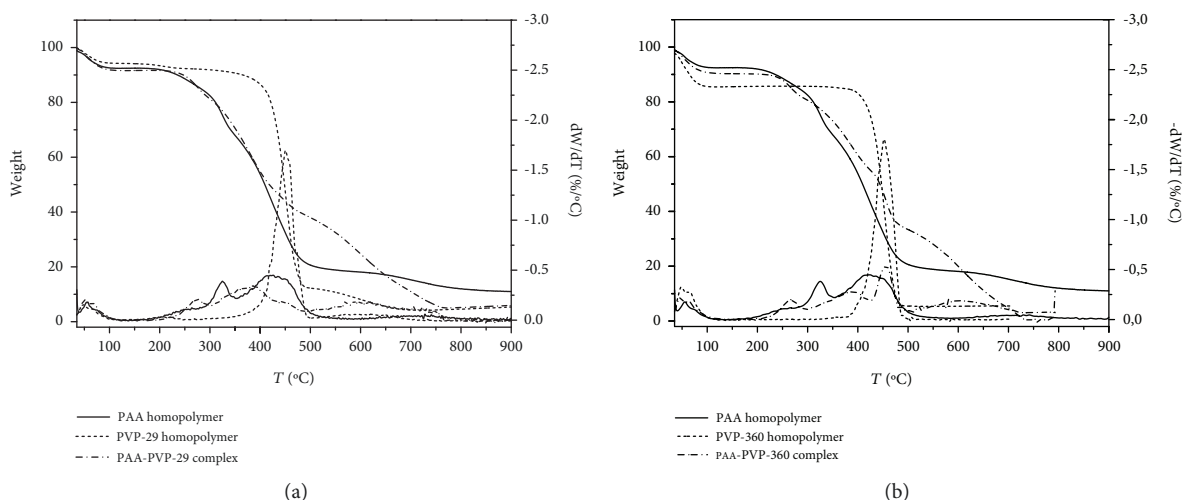 100
80
60
40
20
0
Weight
-3.0
-2.5
-2.0
-1.5
-1.0
-0.5
0.0
dW/dT (%/ºC)
100 200 300 400 500 600 700 800 900
T (ºC)
PAA homopolymer
PVP-29 homopolymer
PAA-PVP-29 complex
(a)
100
80
60
40
20
0
Weight
-3,0
-2,5
-2,0
-1,5
-1,0
-0,5
0,0
-dW/dT (%/ºC)
100 200 300 400 500 600 700 800 900
T (ºC)
PAA homopolymer
PVP-360 homopolymer
PAA-PVP-360 complex
(b)